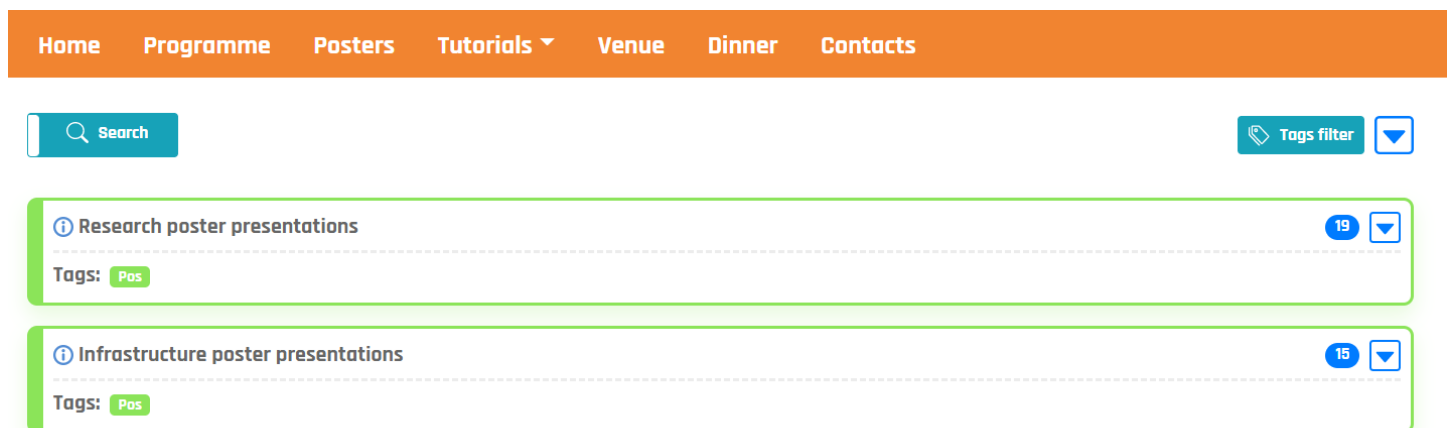 Home Programme Posters Tutorials Venue Dinner Contacts
Search Tags filter
Research poster presentations 19
Tags: Pos
Infrastructure poster presentations 15
Tags: Pos